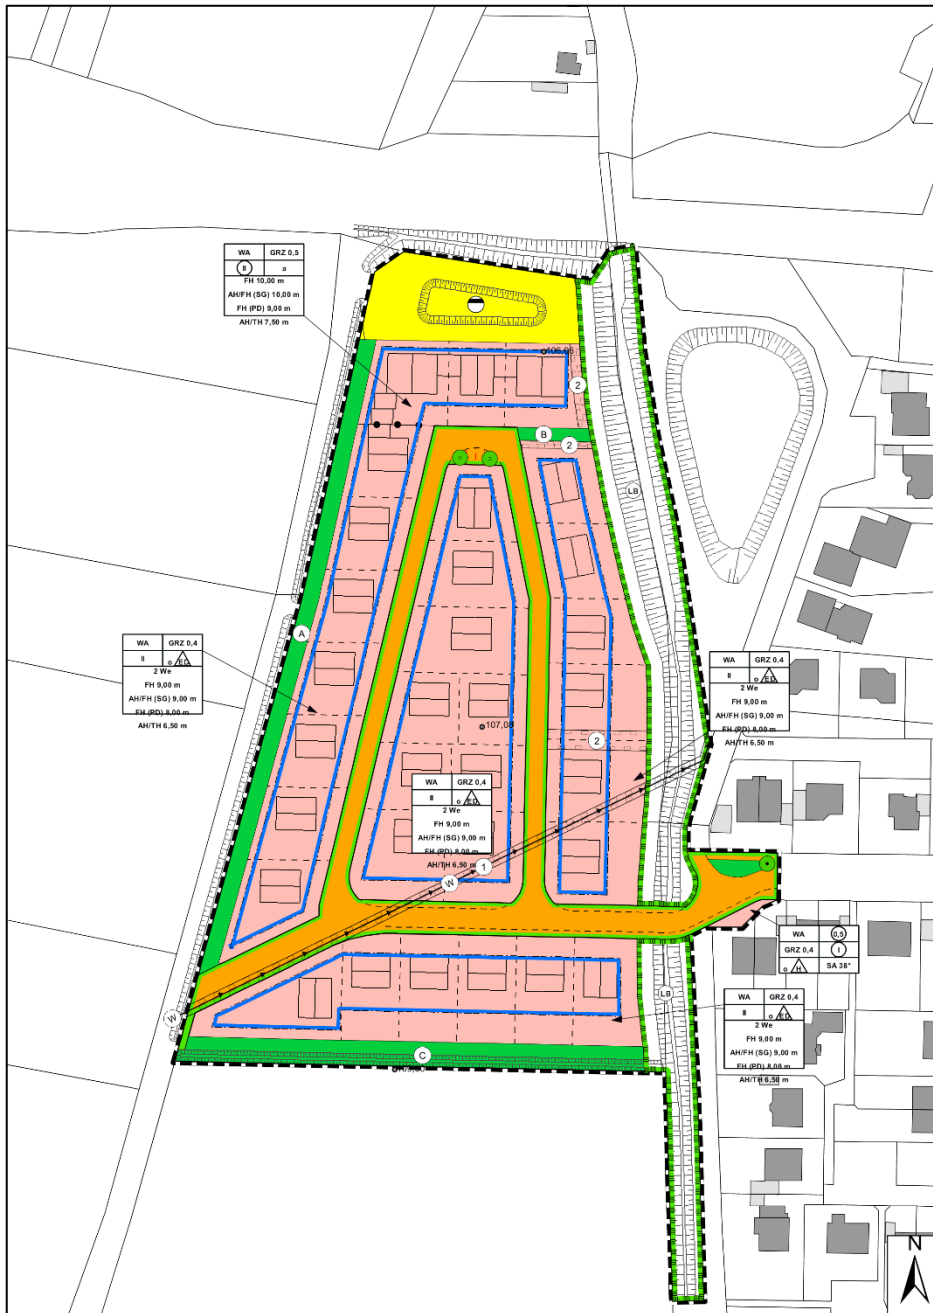 WA GRZ 0,5
II a
FH 10,00 m
AH/FH (SG) 10,00 m
FH (PD) 9,00 m
AH/TH 7,50 m
2
B
2
LB
A
WA GRZ 0,4
II o ED
2 We
FH 9,00 m
AH/FH (SG) 9,00 m
FH (PD) 8,00 m
AH/TH 6,50 m
WA GRZ 0,4
II o ED
2 We
FH 9,00 m
AH/FH (SG) 9,00 m
FH (PD) 8,00 m
AH/TH 6,50 m
107,08
2
WA GRZ 0,4
II o ED
2 We
FH 9,00 m
AH/FH (SG) 9,00 m
FH (PD) 8,00 m
AH/TH 6,50 m
1
W
WA 0,5
GRZ 0,4 I
o H SA 38°
W
LB
WA GRZ 0,4
II o ED
2 We
FH 9,00 m
AH/FH (SG) 9,00 m
FH (PD) 8,00 m
AH/TH 6,50 m
C
N